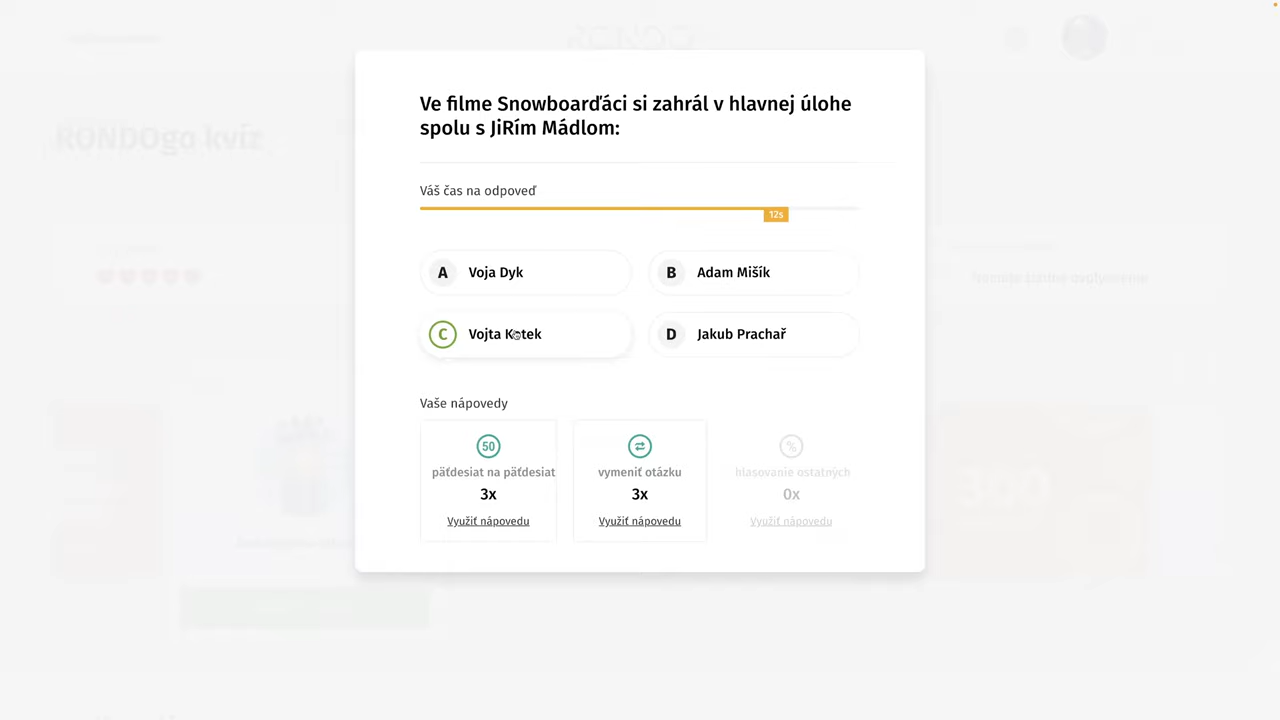 RONDO
RONDOgo kvíz
Ve filme Snowboarďáci si zahrál v hlavnej úlohe
spolu s JiRím Mádlom:
Váš čas na odpoveď
12s
A Voja Dyk
B Adam Mišík
C Vojta Kotek
D Jakub Prachař
Vaše nápovedy
50
päťdesiat na päťdesiat
3x
Využiť nápovedu
vymeniť otázku
3x
Využiť nápovedu
%
hlasovanie ostatných
0x
Využiť nápovedu